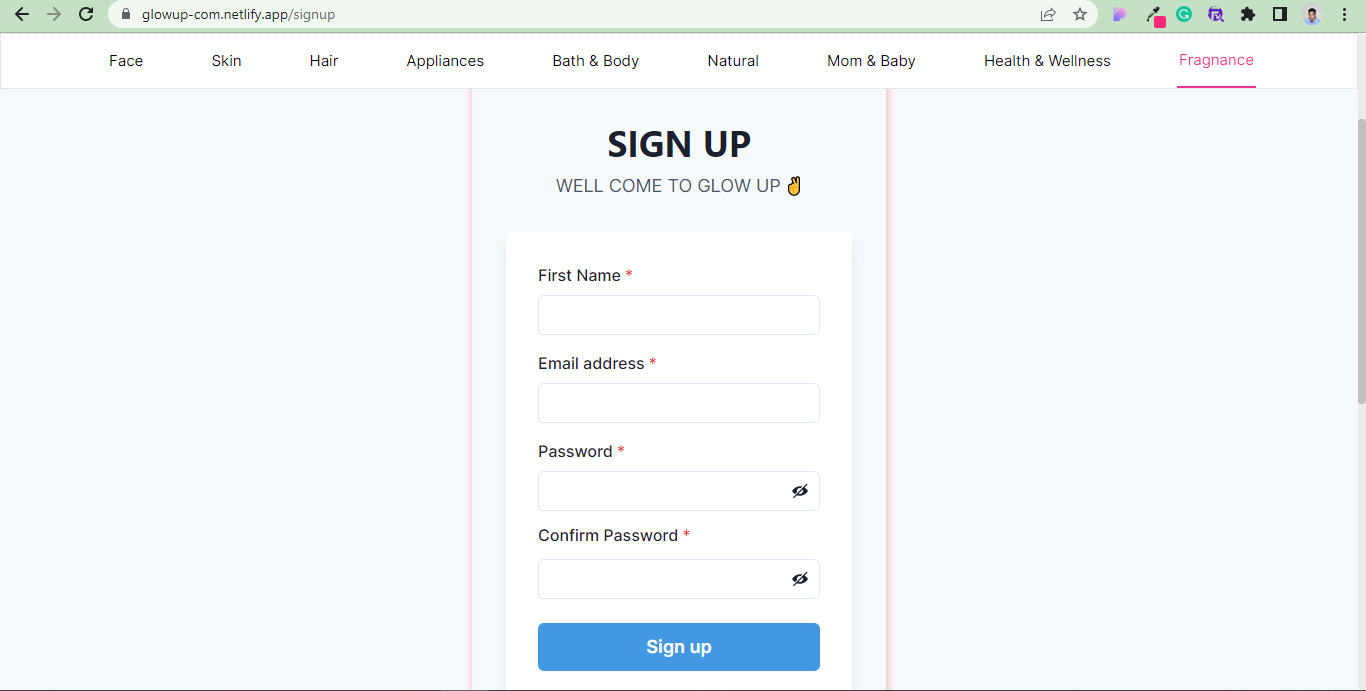 glowup-com.netlify.app/signup
Face Skin Hair Appliances Bath & Body Natural Mom & Baby Health & Wellness Fragnance
SIGN UP
WELL COME TO GLOW UP ✌
First Name *
Email address *
Password *
Confirm Password *
Sign up